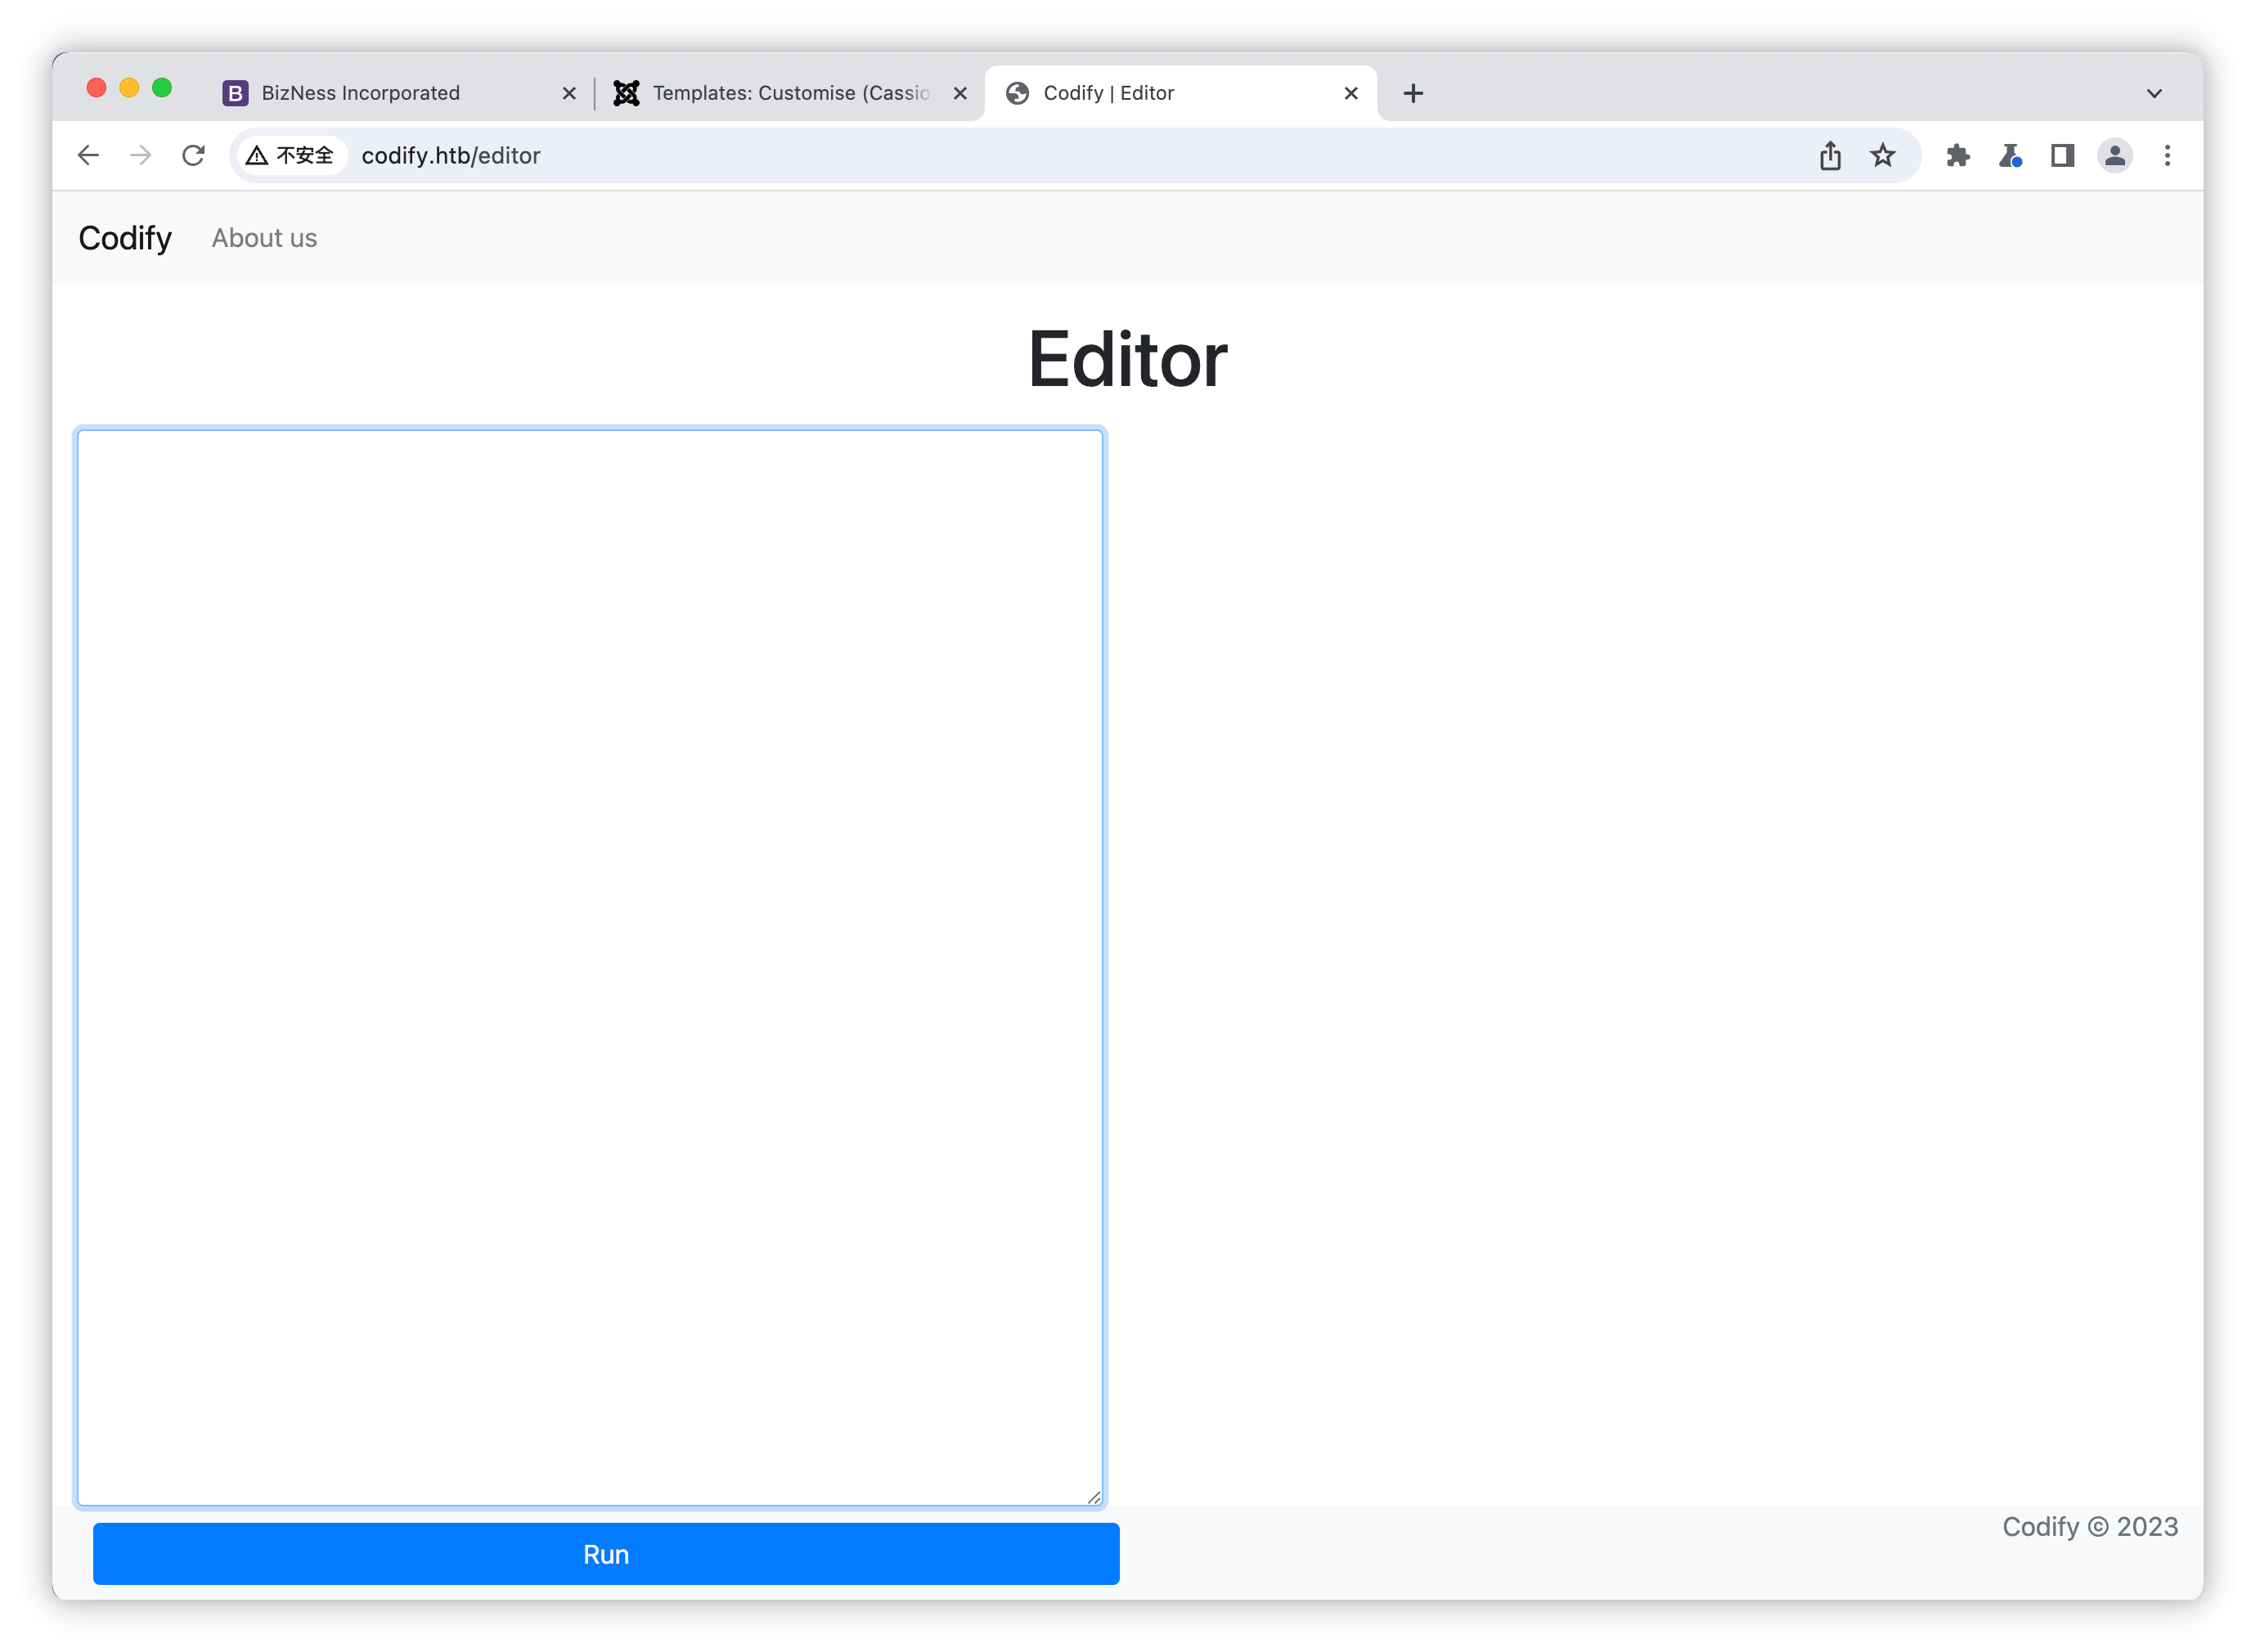 BizNess Incorporated
Templates: Customise (Cassio
Codify | Editor
不安全 codify.htb/editor
Codify About us
Editor
Run
Codify © 2023